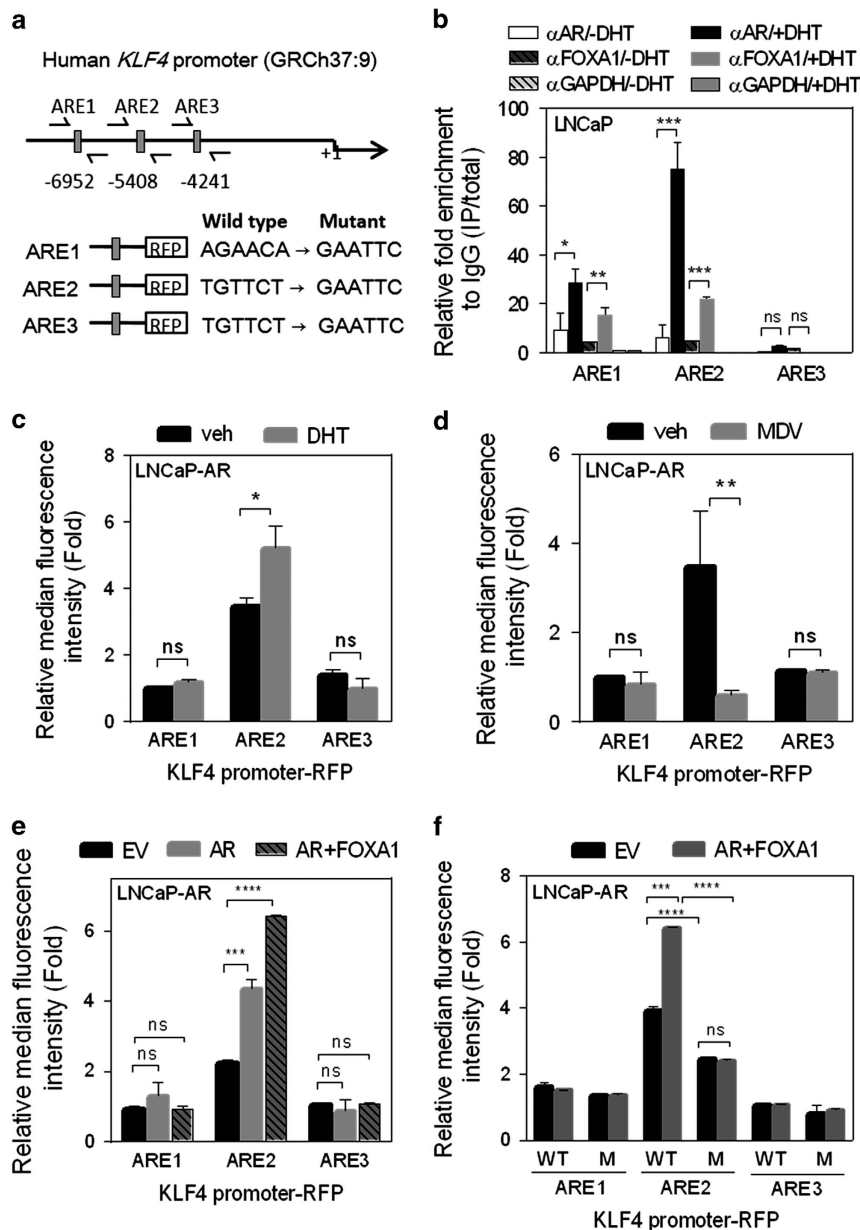 a
Human KLF4 promoter (GRCh37:9)
ARE1 ARE2 ARE3
+1
-6952 -5408 -4241
Wild type Mutant
ARE1 RFP AGAACA → GAATTC
ARE2 RFP TGTTCT → GAATTC
ARE3 RFP TGTTCT → GAATTC
b
αAR/-DHT αAR/+DHT
αFOXA1/-DHT αFOXA1/+DHT
αGAPDH/-DHT αGAPDH/+DHT
Relative fold enrichment
to IgG (IP/total)
100
80
60
40
20
0
LNCaP
* ** *** *** ns ns
ARE1 ARE2 ARE3
c
veh DHT
Relative median fluorescence
intensity (Fold)
8
6
4
2
0
LNCaP-AR
ns * ns
ARE1 ARE2 ARE3
KLF4 promoter-RFP
d
veh MDV
Relative median fluorescence
intensity (Fold)
6
4
2
0
LNCaP-AR
ns ** ns
ARE1 ARE2 ARE3
KLF4 promoter-RFP
e
EV AR AR+FOXA1
Relative median fluorescence
intensity (Fold)
6
4
2
0
LNCaP-AR
****
***
ns ns
ns ns
ARE1 ARE2 ARE3
KLF4 promoter-RFP
f
EV AR+FOXA1
Relative median fluorescence
intensity (Fold)
8
6
4
2
0
LNCaP-AR
*** ****
****
ns
WT M WT M WT M
ARE1 ARE2 ARE3
KLF4 promoter-RFP